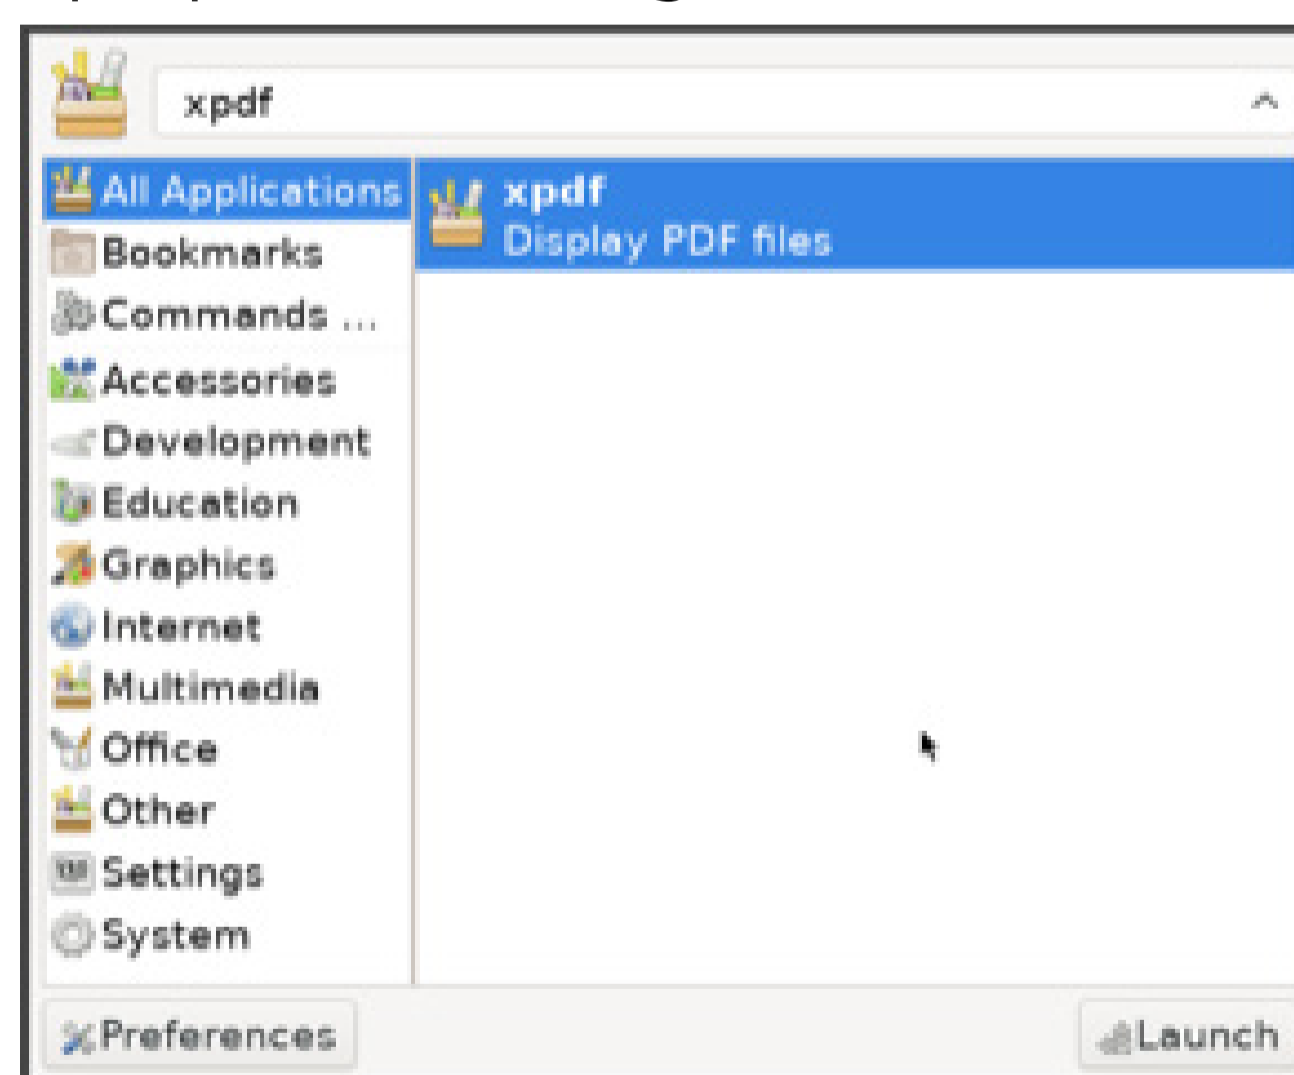 xpdf
All Applications
xpdf
Display PDF files
Bookmarks
Commands ...
Accessories
Development
Education
Graphics
Internet
Multimedia
Office
Other
Settings
System
Preferences
Launch